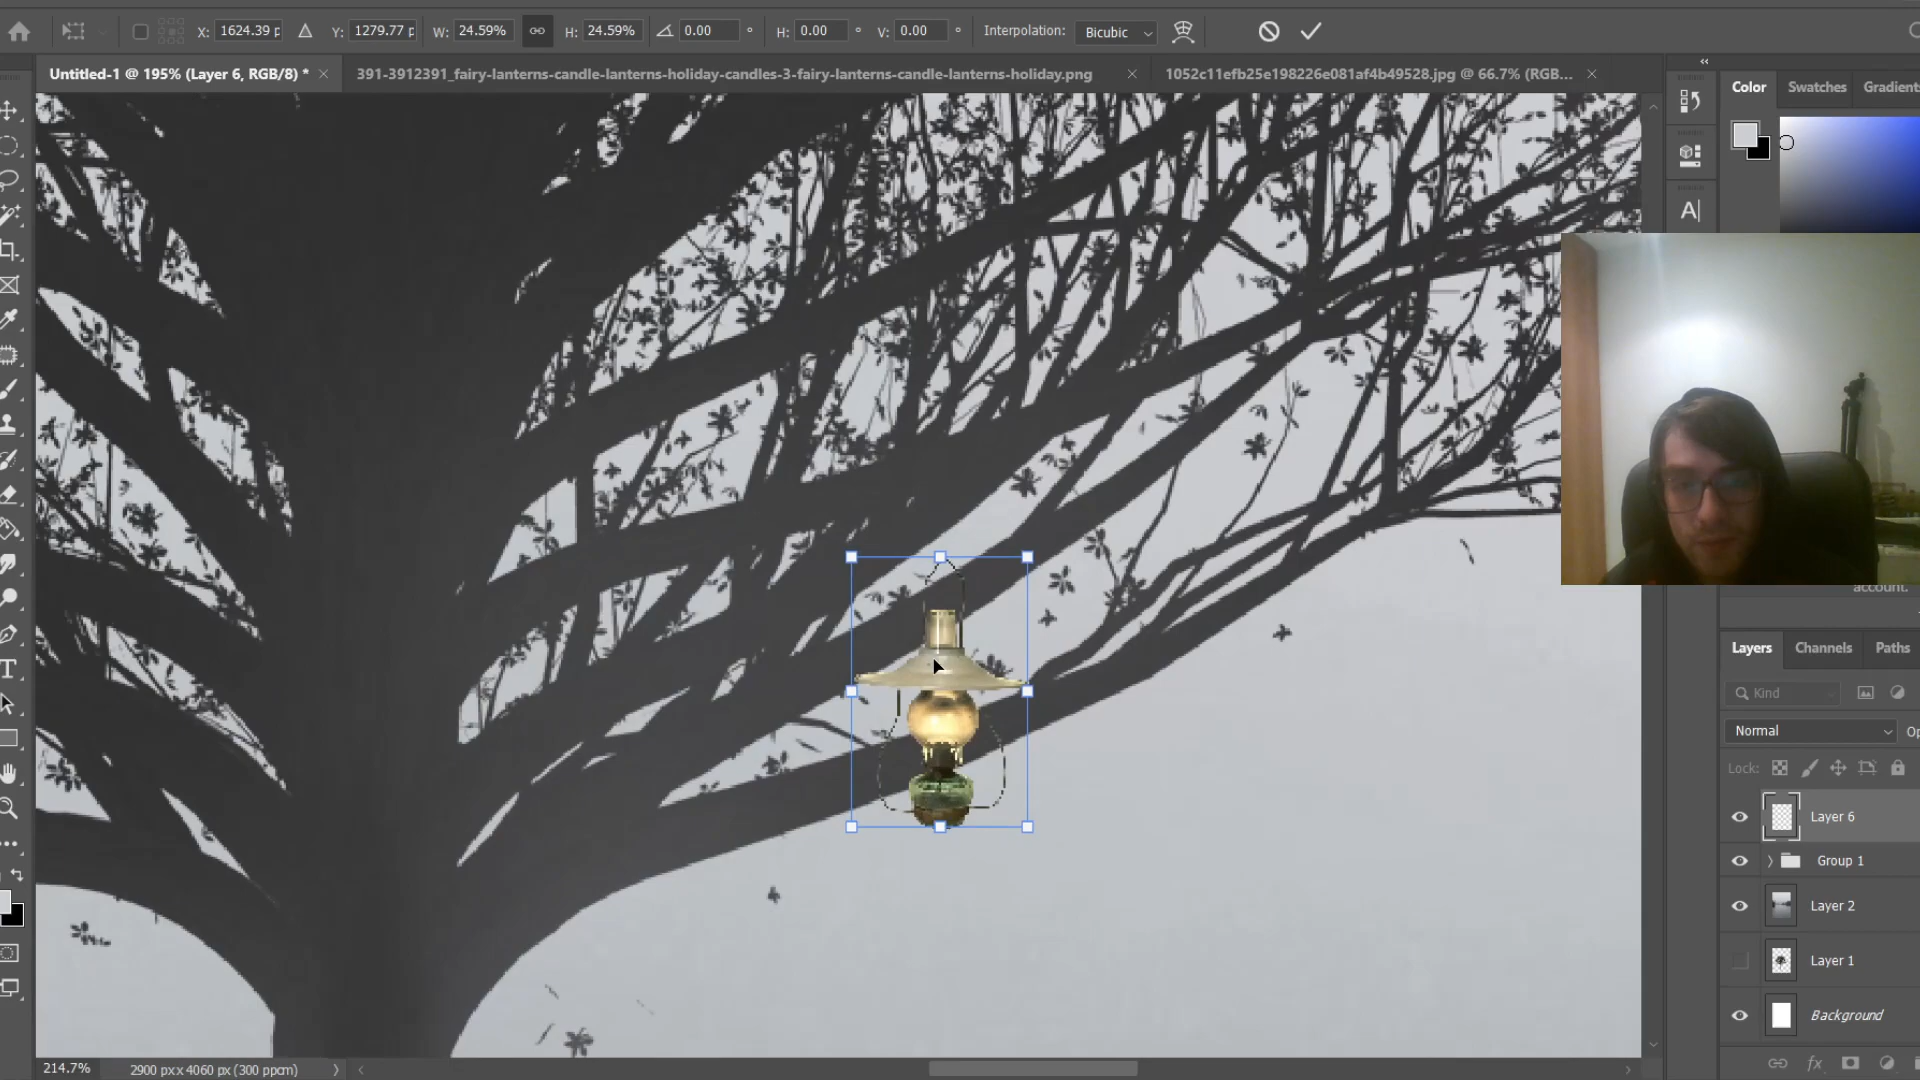 X: 1624.39 p Y: 1279.77 p W: 24.59% H: 24.59% 0.00 ° H: 0.00 ° V: 0.00 ° Interpolation: Bicubic
Untitled-1 @ 195% (Layer 6, RGB/8) * × 391-3912391_fairy-lanterns-candle-lanterns-holiday-candles-3-fairy-lanterns-candle-lanterns-holiday.png × 1052c11efb25e198226e081af4b49528.jpg @ 66.7% (RGB... ×
Color Swatches Gradients
A|
T
account.
Layers Channels Paths
Kind
Normal Op
Lock:
Layer 6
Group 1
Layer 2
Layer 1
Background
fx
214.7% 2900 px x 4060 px (300 ppcm)